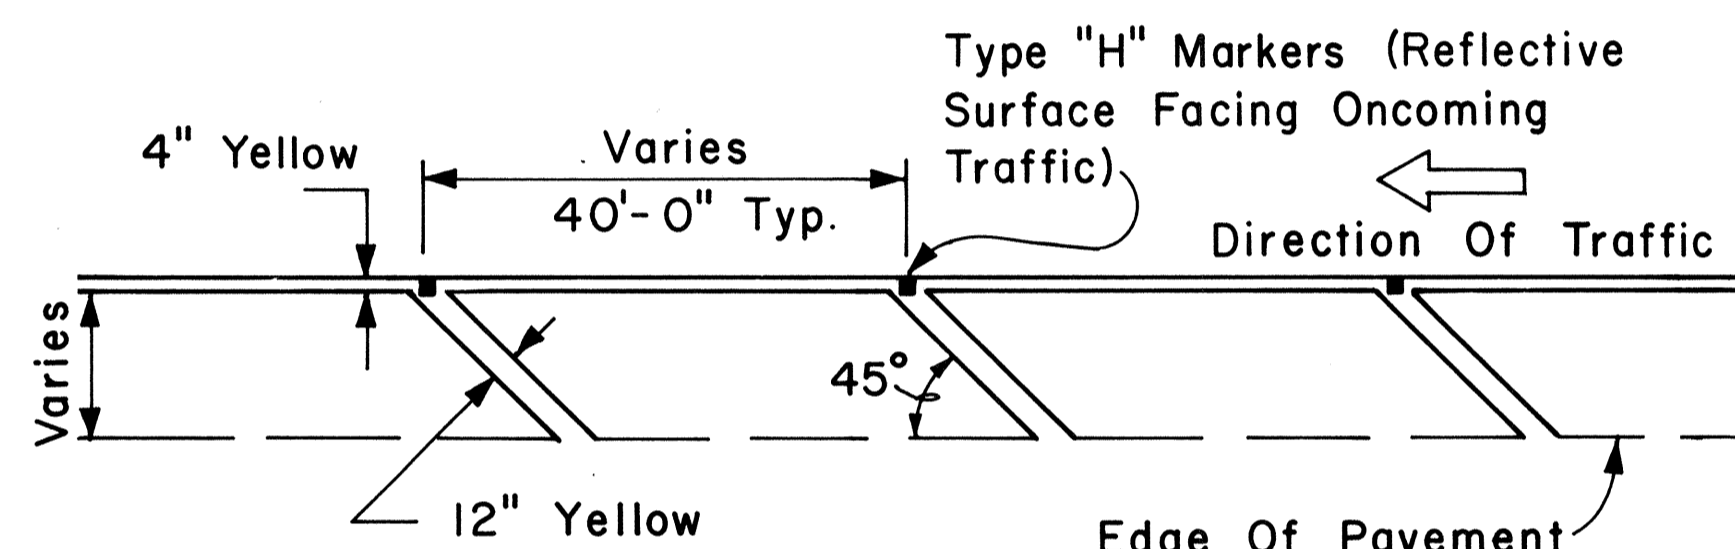 Type "H" Markers (Reflective
Surface Facing Oncoming
Traffic)
4" Yellow
Varies
40'-0" Typ.
Direction Of Traffic
Varies
45°
12" Yellow
Edge Of Pavement